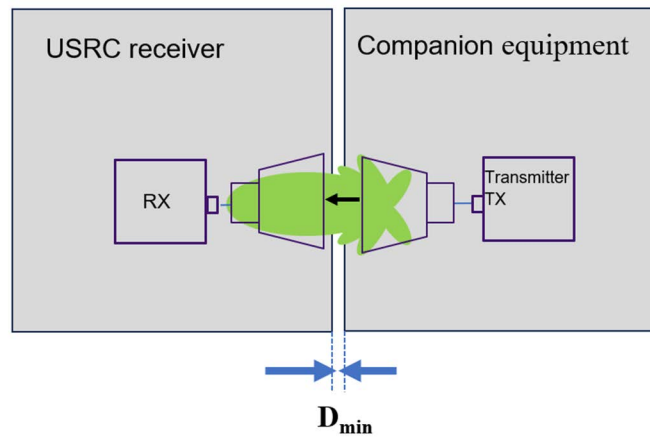 USRC receiver
Companion equipment
RX
Transmitter
TX
Dmin